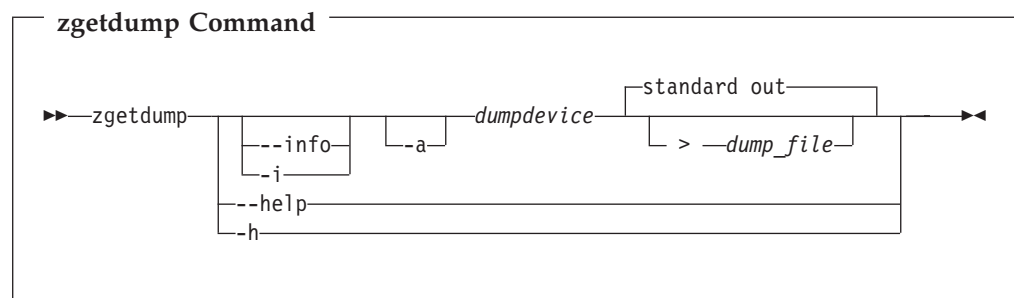 zgetdump Command
standard out
zgetdump --info -a dumpdevice > dump_file
-i
--help
-h